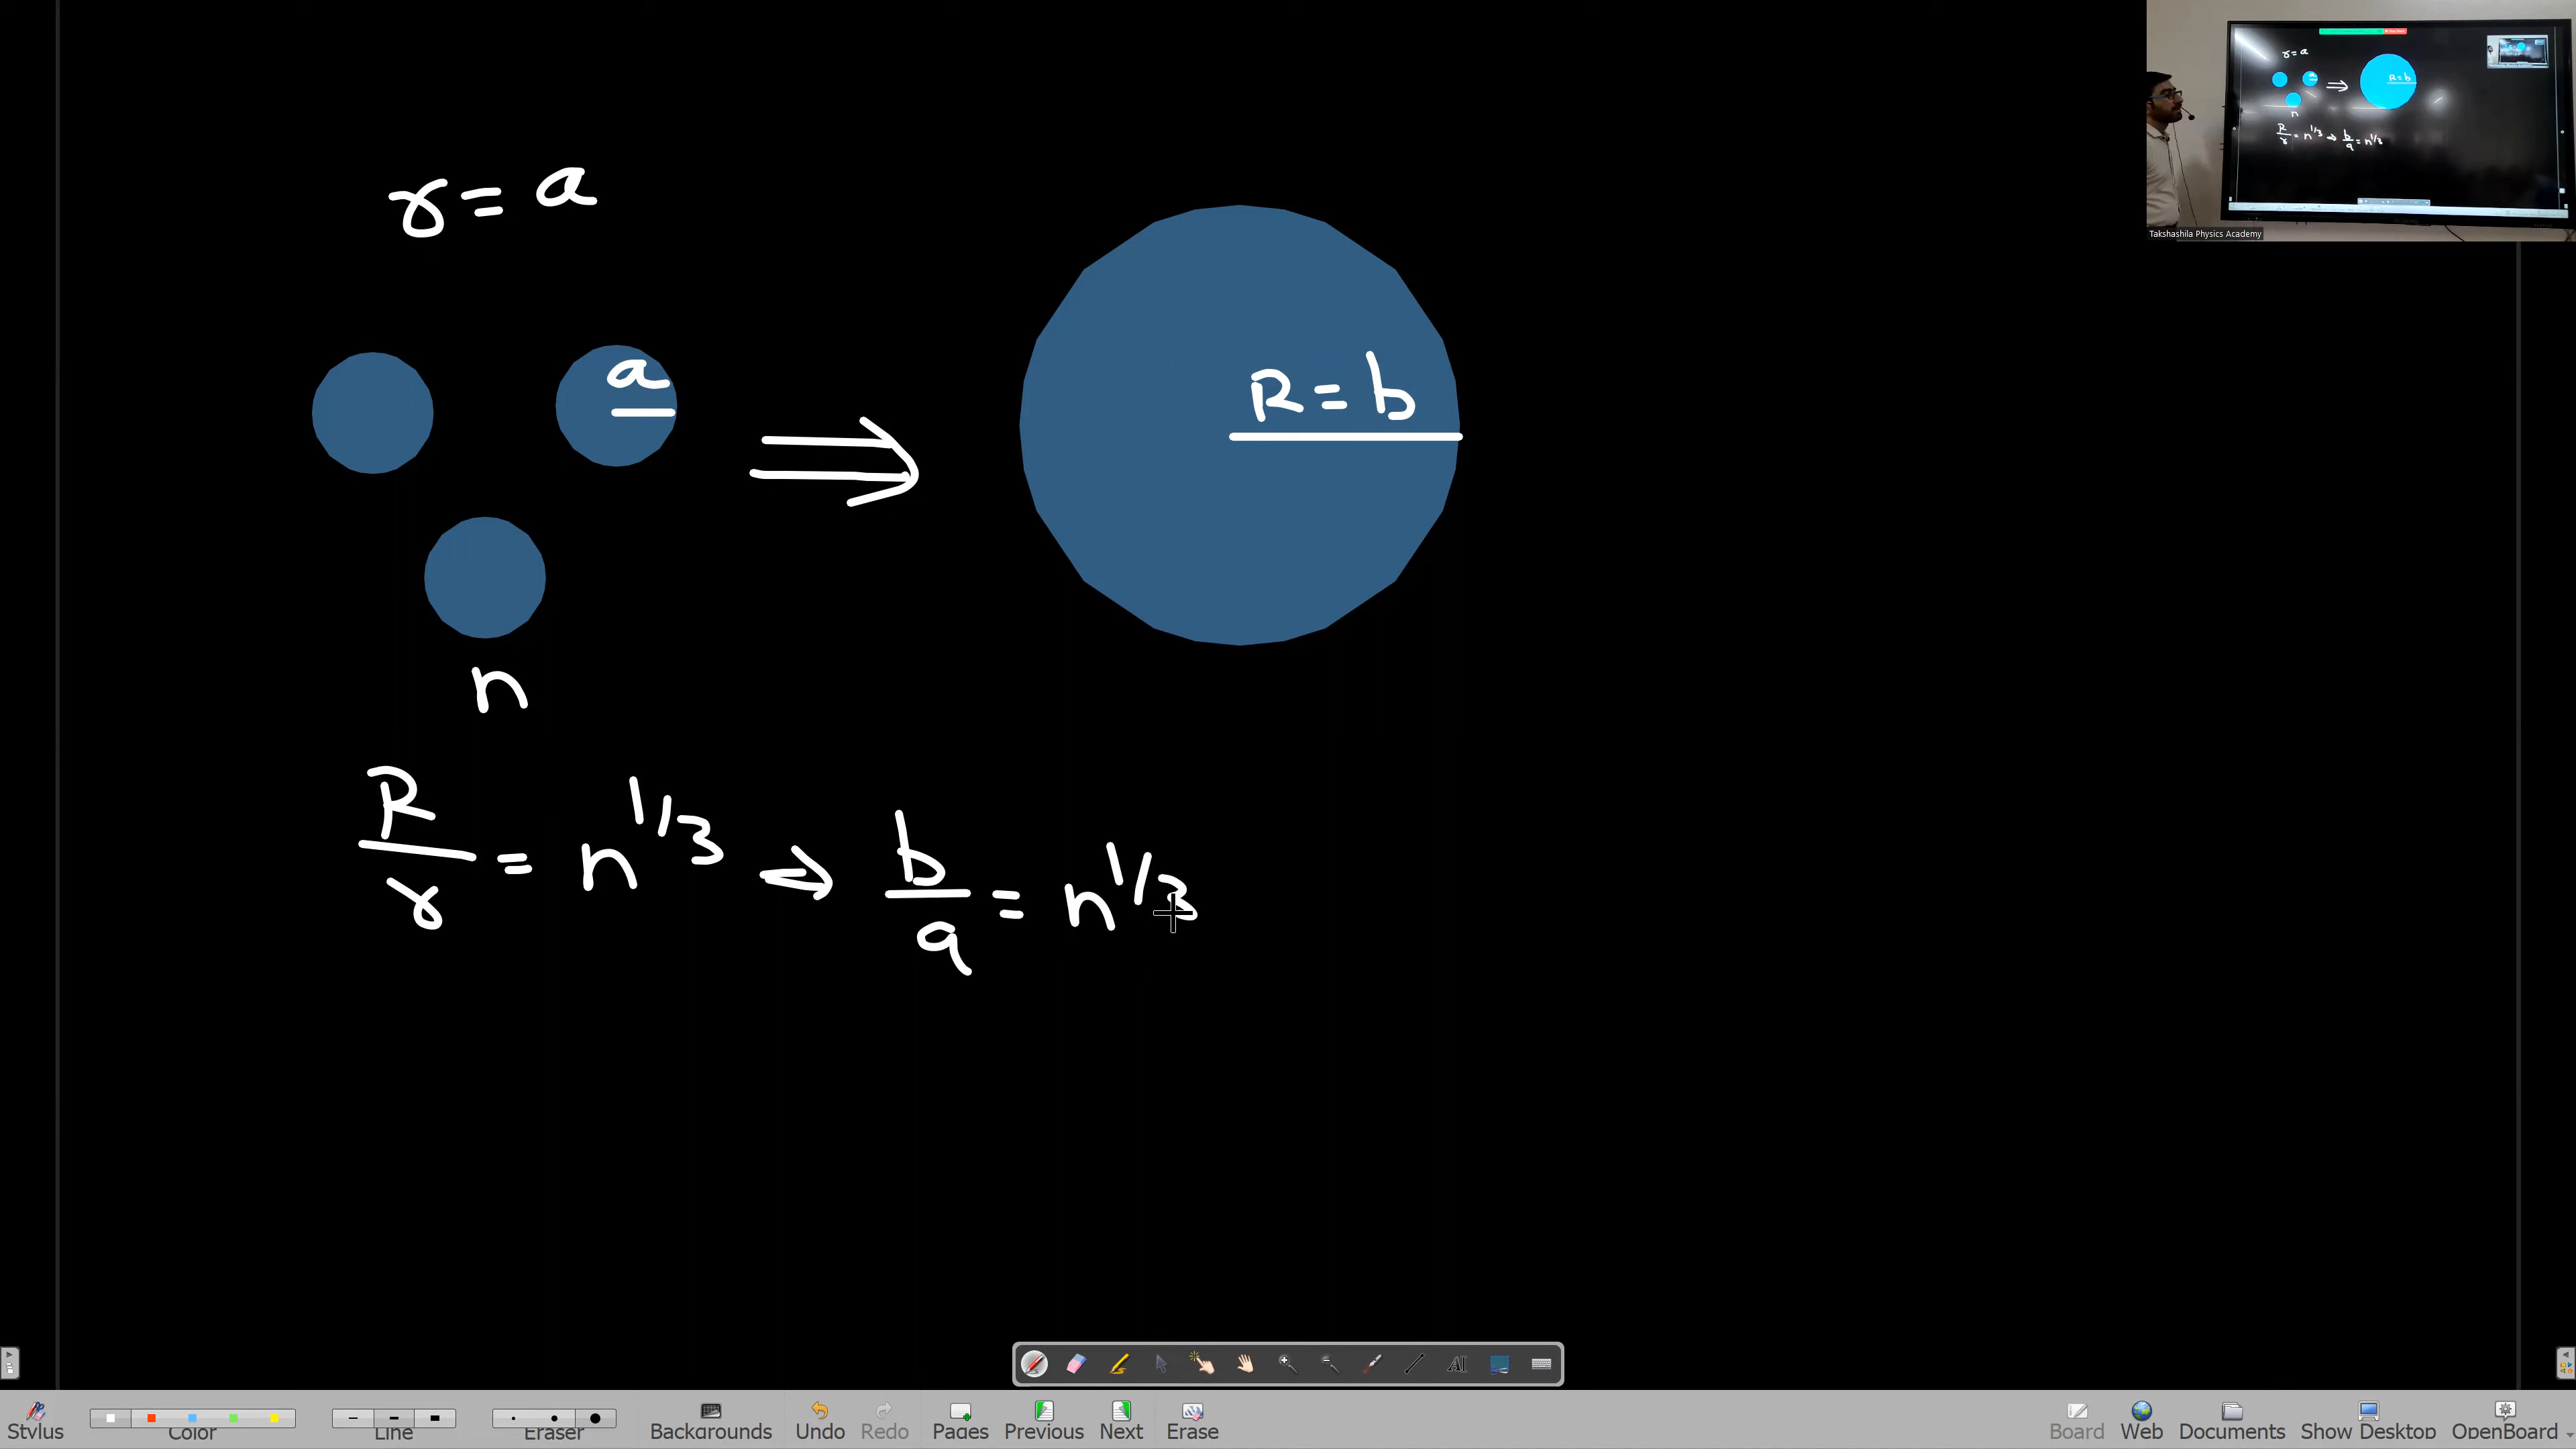 r = a
a
R = b
n
R/r = n^1/3 ⇒ b/a = n^1/3
Takshashila Physics Academy
Stylus Color Line Eraser Backgrounds Undo Redo Pages Previous Next Erase Board Web Documents Show Desktop OpenBoard